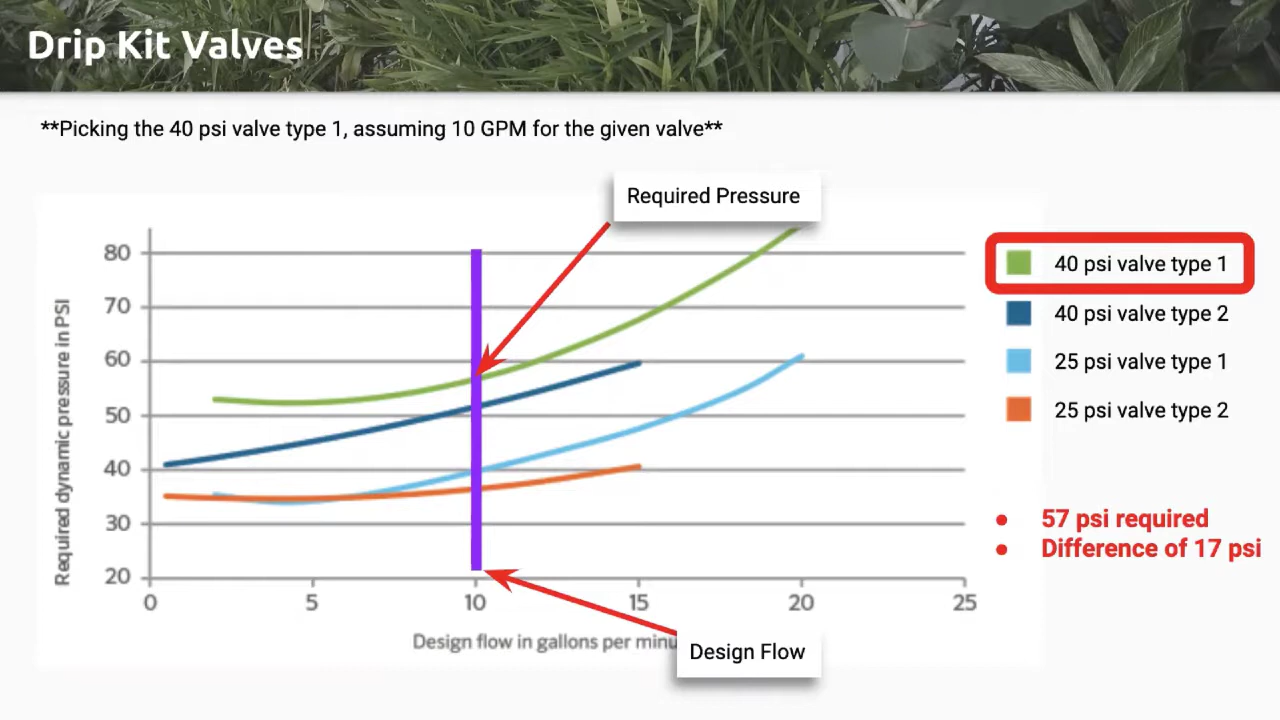 Drip Kit Valves
**Picking the 40 psi valve type 1, assuming 10 GPM for the given valve**
Required Pressure
Required dynamic pressure in PSI
80
70
60
50
40
30
20
0
5
10
15
20
25
Design flow in gallons per
Design Flow
40 psi valve type 1
40 psi valve type 2
25 psi valve type 1
25 psi valve type 2
• 57 psi required
• Difference of 17 psi